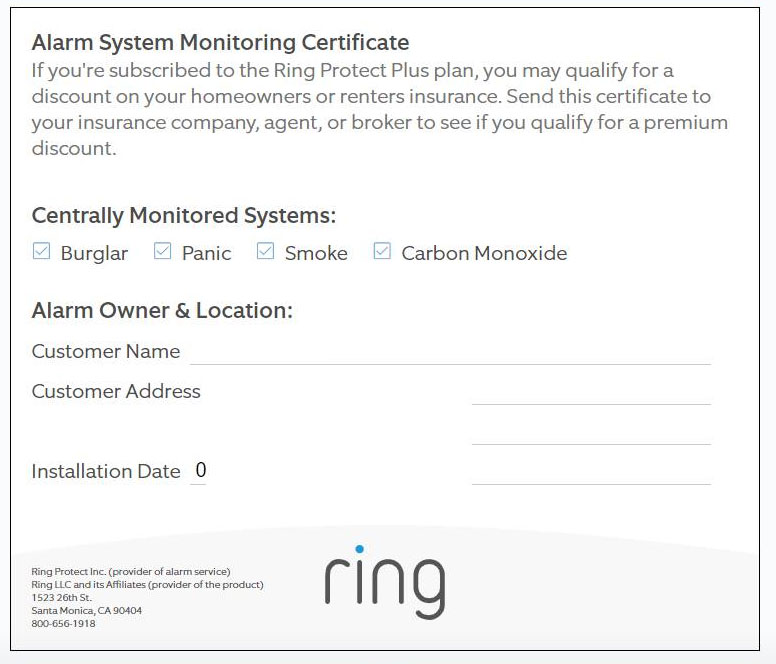 Alarm System Monitoring Certificate
If you're subscribed to the Ring Protect Plus plan, you may qualify for a
discount on your homeowners or renters insurance. Send this certificate to
your insurance company, agent, or broker to see if you qualify for a premium
discount.
Centrally Monitored Systems:
Burglar Panic Smoke Carbon Monoxide
Alarm Owner & Location:
Customer Name
Customer Address
Installation Date 0
Ring Protect Inc. (provider of alarm service)
Ring LLC and its Affiliates (provider of the product)
1523 26th St.
Santa Monica, CA 90404
800-656-1918
ring